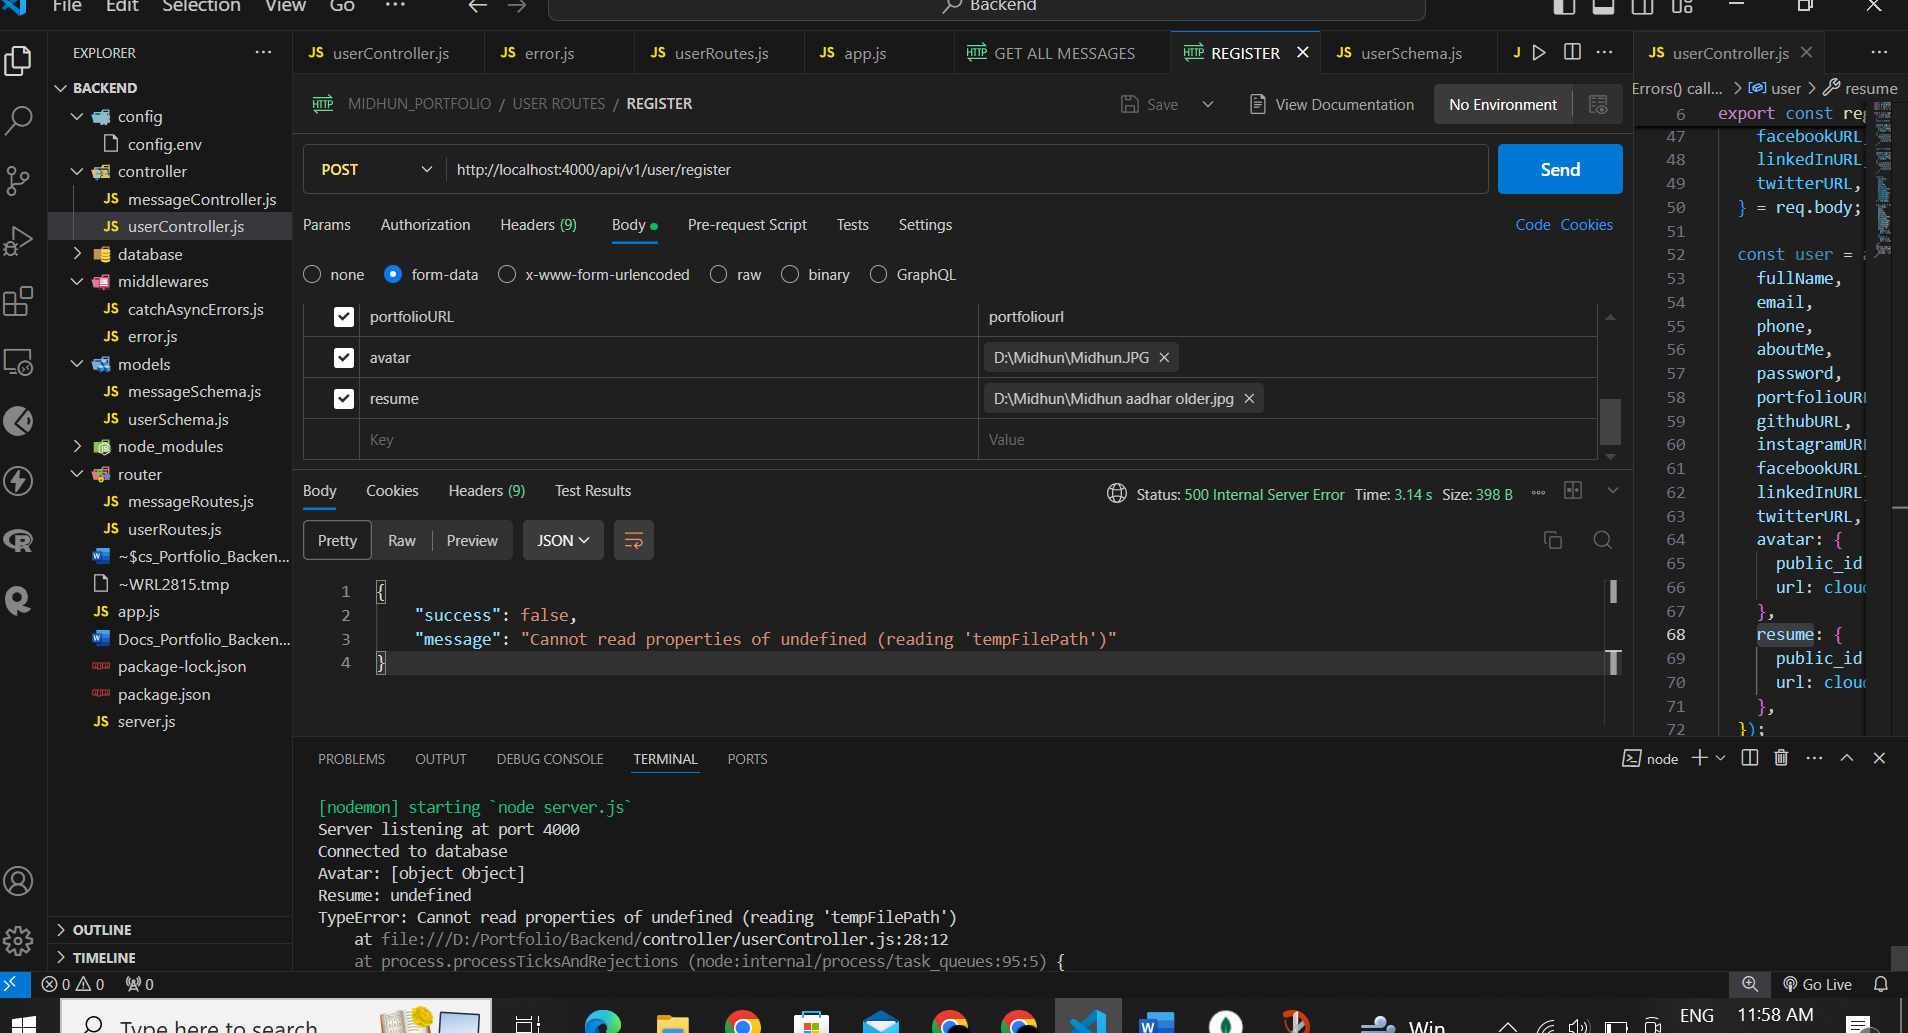 File Edit Selection View Go ··· Backend
EXPLORER ···
BACKEND
config
config.env
controller
messageController.js
userController.js
database
middlewares
catchAsyncErrors.js
error.js
models
messageSchema.js
userSchema.js
node_modules
router
messageRoutes.js
userRoutes.js
~$cs_Portfolio_Backen...
~WRL2815.tmp
app.js
Docs_Portfolio_Backen...
package-lock.json
package.json
server.js
OUTLINE
TIMELINE
JS userController.js JS error.js JS userRoutes.js JS app.js HTTP GET ALL MESSAGES HTTP REGISTER JS userSchema.js J ···
HTTP MIDHUN_PORTFOLIO / USER ROUTES / REGISTER Save View Documentation No Environment
POST http://localhost:4000/api/v1/user/register Send
Params Authorization Headers (9) Body Pre-request Script Tests Settings Code Cookies
none form-data x-www-form-urlencoded raw binary GraphQL
portfolioURL portfoliourl
avatar D:\Midhun\Midhun.JPG
resume D:\Midhun\Midhun aadhar older.jpg
Key Value
Body Cookies Headers (9) Test Results Status: 500 Internal Server Error Time: 3.14 s Size: 398 B
Pretty Raw Preview JSON
1 {
2 "success": false,
3 "message": "Cannot read properties of undefined (reading 'tempFilePath')"
4 }
JS userController.js ···
Errors() call... user resume
6 export const reg
47 facebookURL
48 linkedInURL
49 twitterURL,
50 } = req.body;
51
52 const user = a
53 fullName,
54 email,
55 phone,
56 aboutMe,
57 password,
58 portfolioUR
59 githubURL,
60 instagramUR
61 facebookURL
62 linkedInURL
63 twitterURL,
64 avatar: {
65 public_id
66 url: clou
67 },
68 resume: {
69 public_id
70 url: clou
71 },
72 });
PROBLEMS OUTPUT DEBUG CONSOLE TERMINAL PORTS node
[nodemon] starting `node server.js`
Server listening at port 4000
Connected to database
Avatar: [object Object]
Resume: undefined
TypeError: Cannot read properties of undefined (reading 'tempFilePath')
at file:///D:/Portfolio/Backend/controller/userController.js:28:12
at process.processTicksAndRejections (node:internal/process/task_queues:95:5) {
0 0 0 Go Live
Type here to search Win ENG 11:58 AM